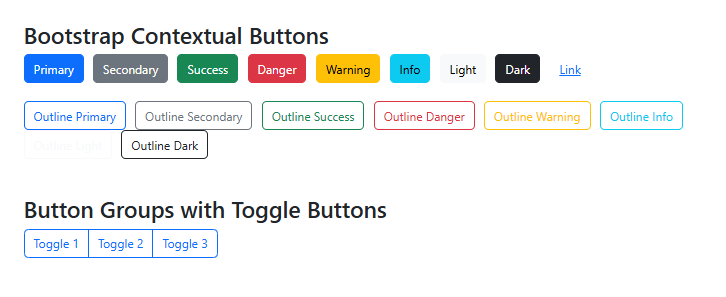 Bootstrap Contextual Buttons
Primary Secondary Success Danger Warning Info Light Dark Link
Outline Primary Outline Secondary Outline Success Outline Danger Outline Warning Outline Info
Outline Light Outline Dark
Button Groups with Toggle Buttons
Toggle 1 Toggle 2 Toggle 3